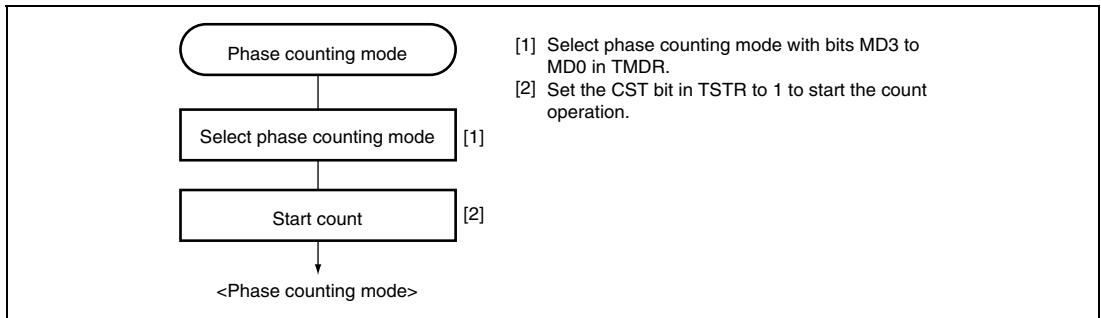 Phase counting mode
Select phase counting mode
[1]
Start count
[2]
<Phase counting mode>
[1] Select phase counting mode with bits MD3 to
MD0 in TMDR.
[2] Set the CST bit in TSTR to 1 to start the count
operation.